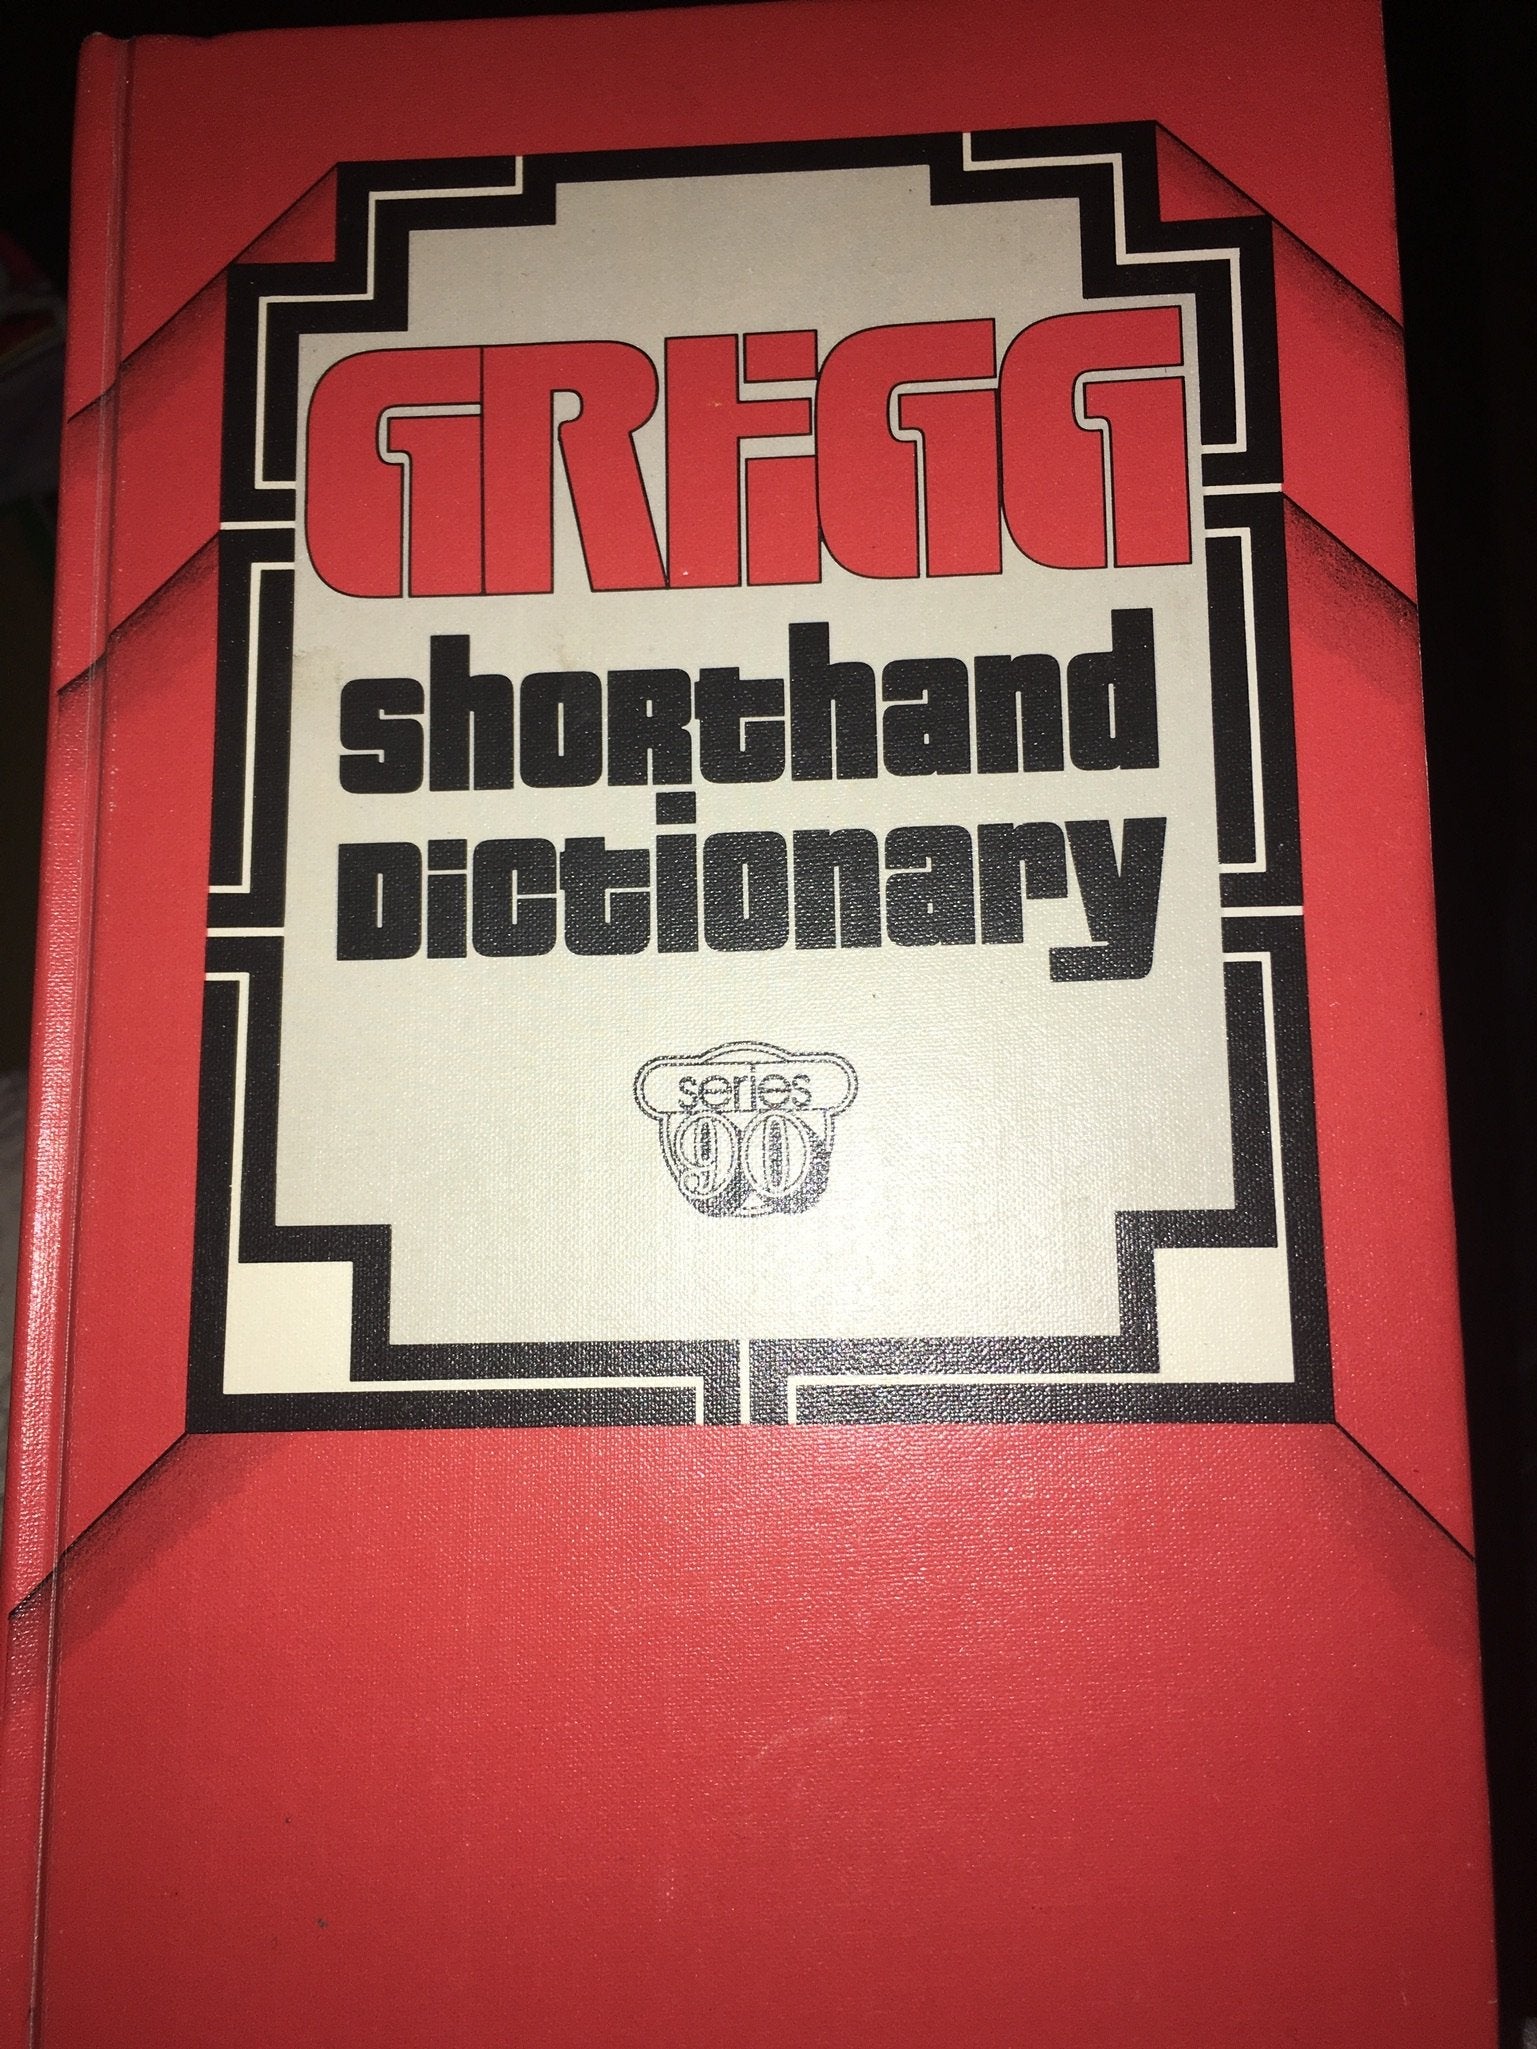 GREGG
shorthand
Dictionary
series
90